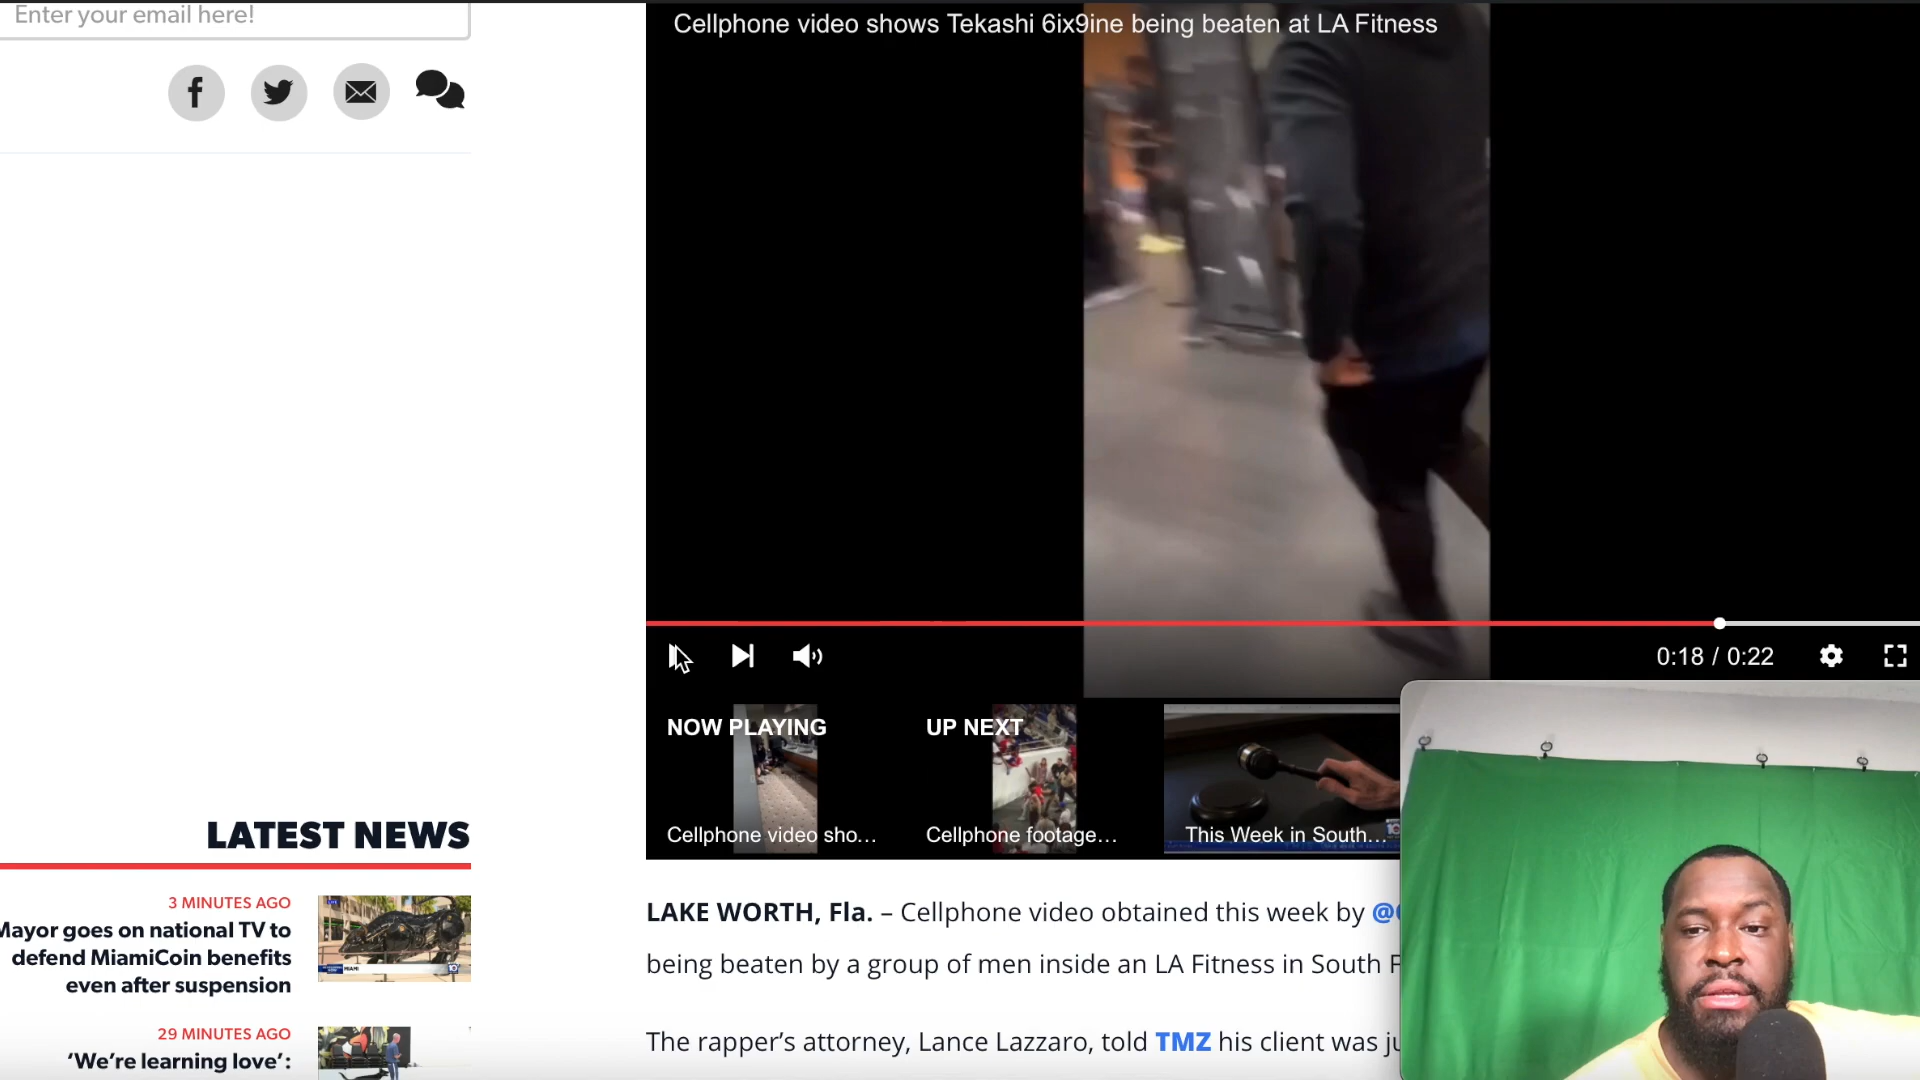 Enter your email here!
Cellphone video shows Tekashi 6ix9ine being beaten at LA Fitness
0:18 / 0:22
NOW PLAYING
UP NEXT
Cellphone video sho...
Cellphone footage...
This Week in South...
LATEST NEWS
3 MINUTES AGO
Mayor goes on national TV to
defend MiamiCoin benefits
even after suspension
29 MINUTES AGO
‘We’re learning love’:
LAKE WORTH, Fla. – Cellphone video obtained this week by
being beaten by a group of men inside an LA Fitness in South
The rapper’s attorney, Lance Lazzaro, told TMZ his client was